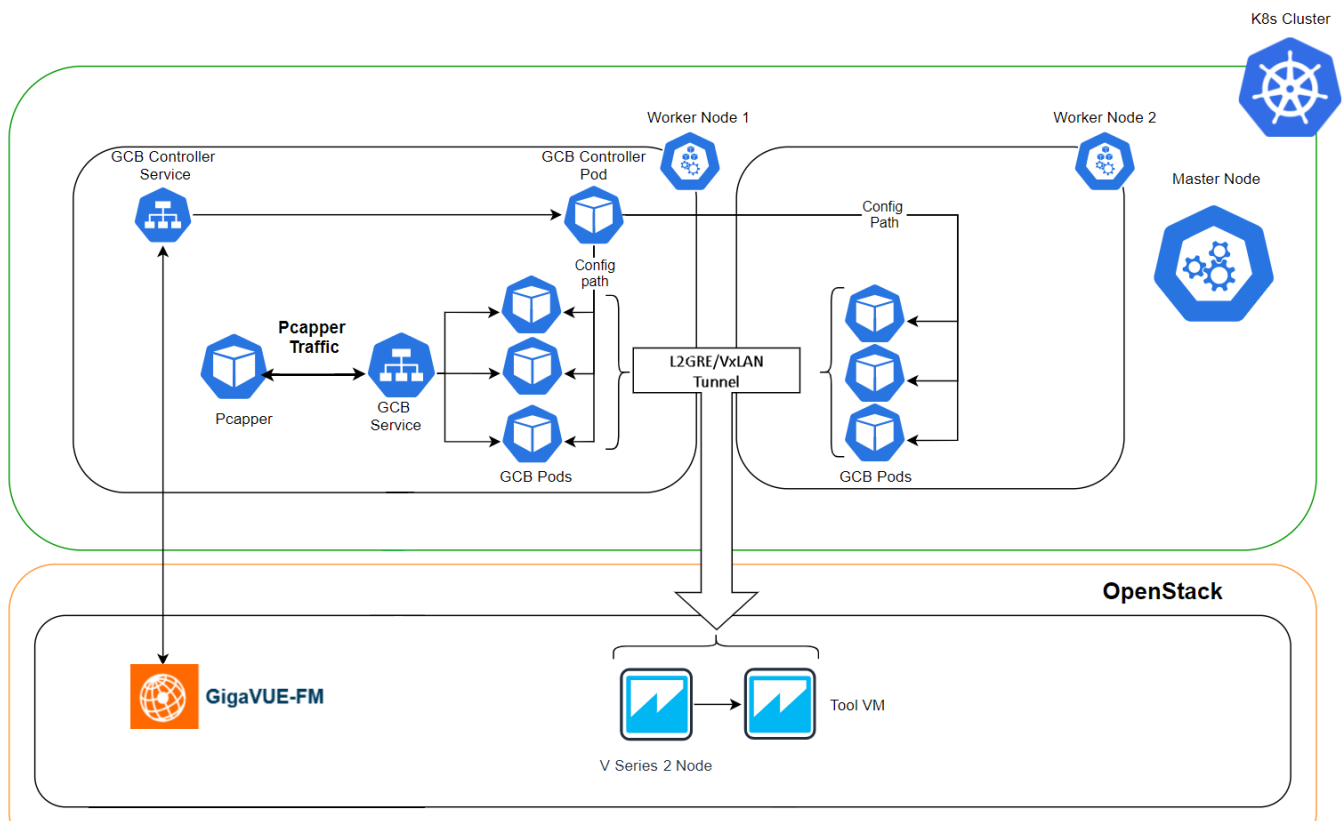 K8s Cluster
Worker Node 1
Worker Node 2
GCB Controller
Service
GCB Controller
Pod
Master Node
Config
Path
Config
path
Pcapper
Traffic
L2GRE/VxLAN
Tunnel
Pcapper
GCB
Service
GCB Pods
GCB Pods
OpenStack
GigaVUE-FM
Tool VM
V Series 2 Node